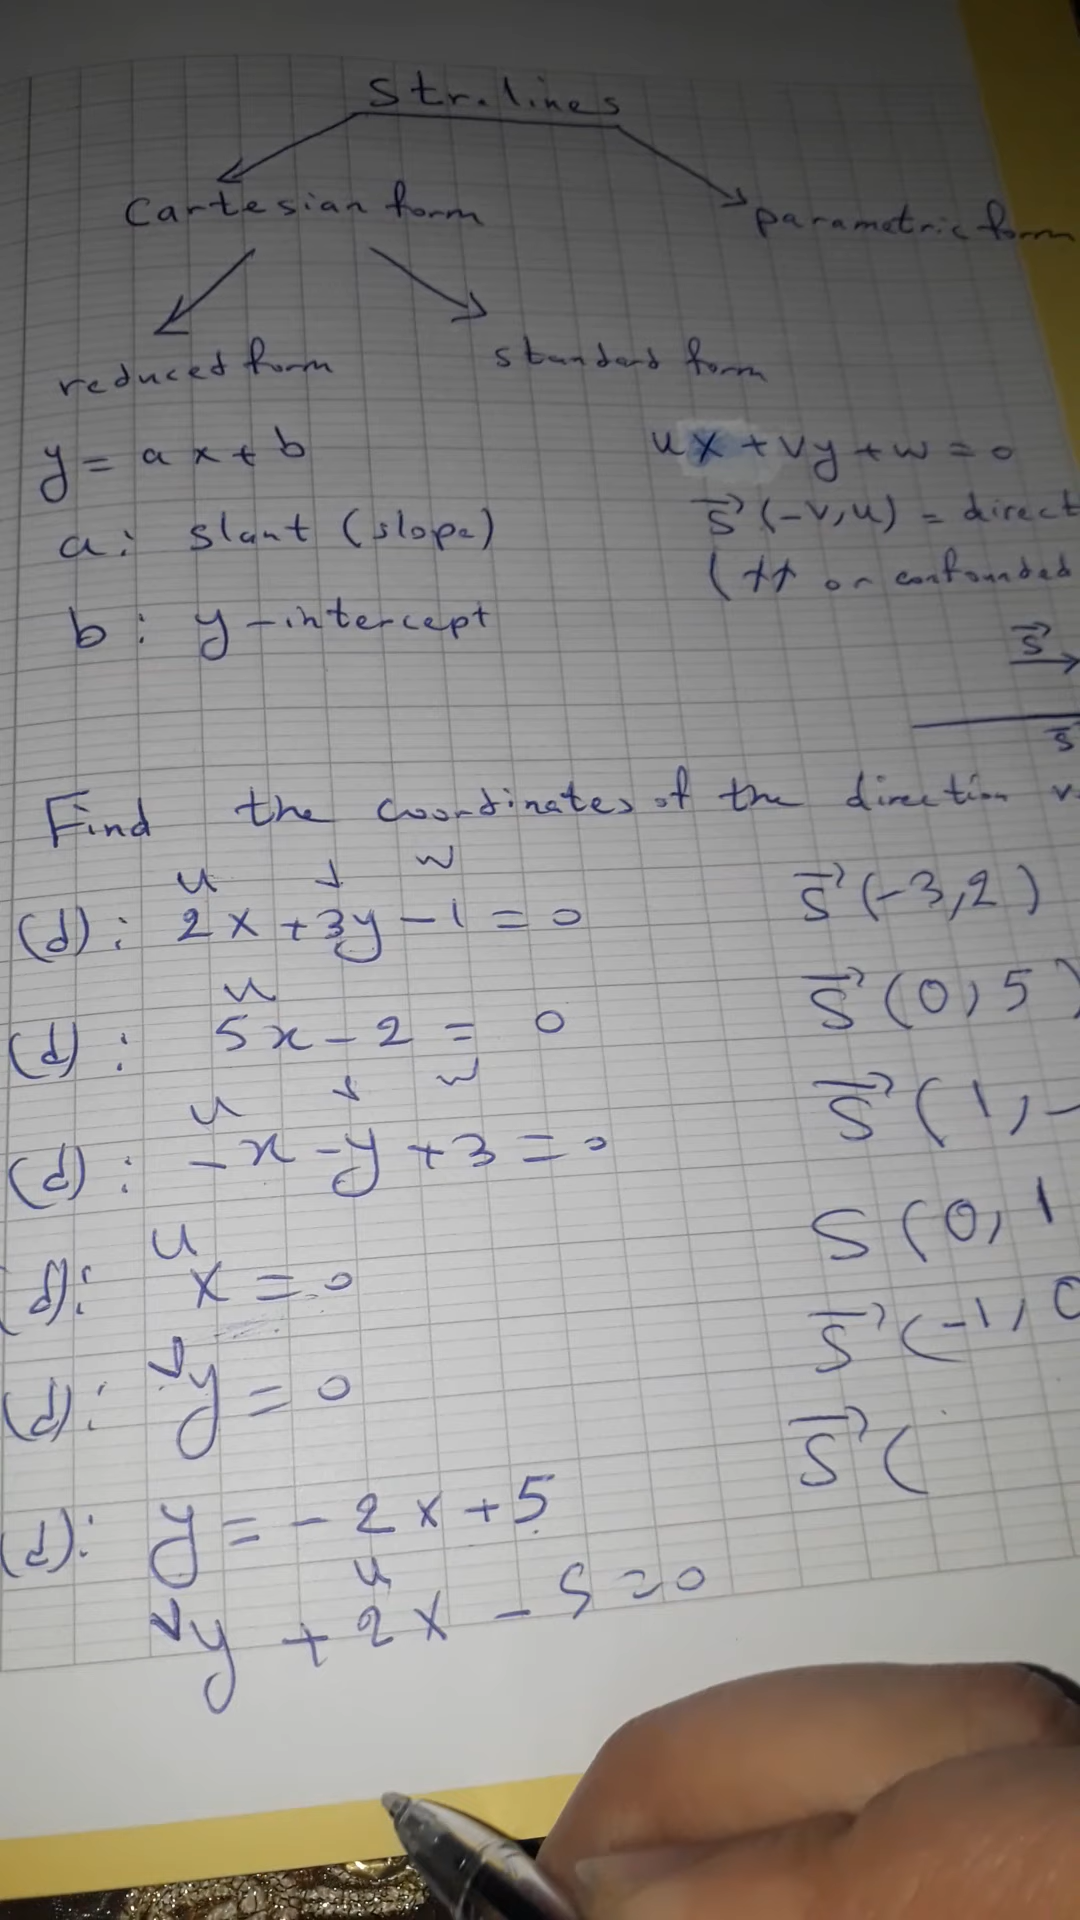 str.lines
Cartesian form
parametric form
reduced form
standard form
y = ax + b
ux + vy + w = 0
a: slant (slope)
S⃗ (-v, u) = direct
( or confounded
b: y-intercept
S⃗
S⃗
Find the coordinates of the direction v
u v w
(d): 2x + 3y - 1 = 0
S⃗ (-3, 2)
u
(d): 5x - 2 = 0
S⃗ (0, 5)
u v w
(d): -x - y + 3 = 0
S⃗ (1, -
u
(d): x = 0
S (0, 1
v
(d): y = 0
S⃗ (-1, 0
(d): y = -2x + 5
S⃗ (
v u
y + 2x - 5 = 0